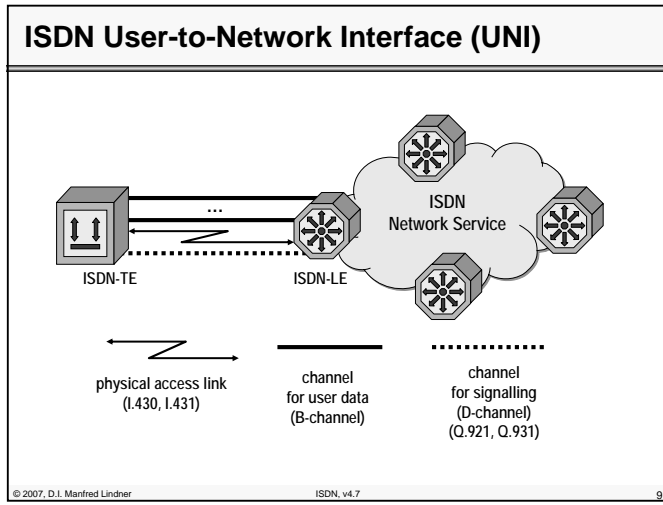 ISDN User-to-Network Interface (UNI)
...
ISDN
Network Service
ISDN-TE
ISDN-LE
physical access link
(I.430, I.431)
channel
for user data
(B-channel)
channel
for signalling
(D-channel)
(Q.921, Q.931)
© 2007, D.I. Manfred Lindner
ISDN, v4.7
9